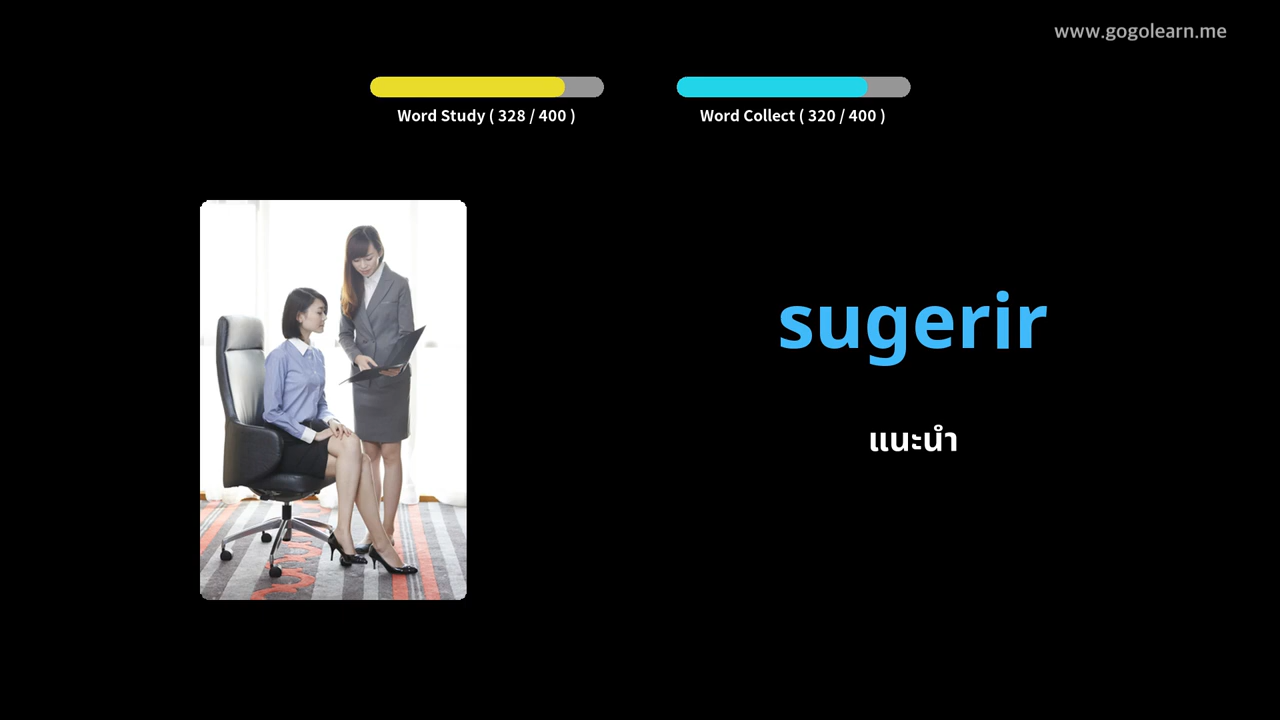 www.gogolearn.me
Word Study ( 328 / 400 )
Word Collect ( 320 / 400 )
sugerir
แนะนำ